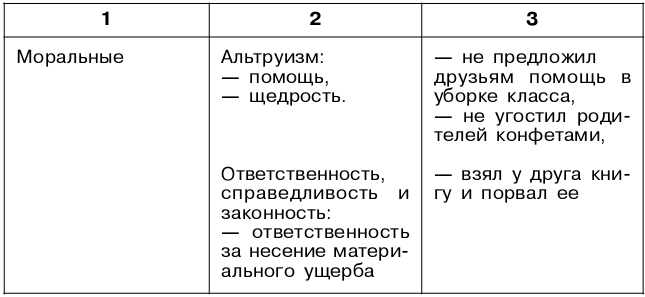 1 2 3
Моральные
Альтруизм:
— помощь,
— щедрость.
Ответственность,
справедливость и
законность:
— ответственность
за несение матери-
ального ущерба
— не предложил
друзьям помощь в
уборке класса,
— не угостил роди-
телей конфетами,
— взял у друга кни-
гу и порвал ее